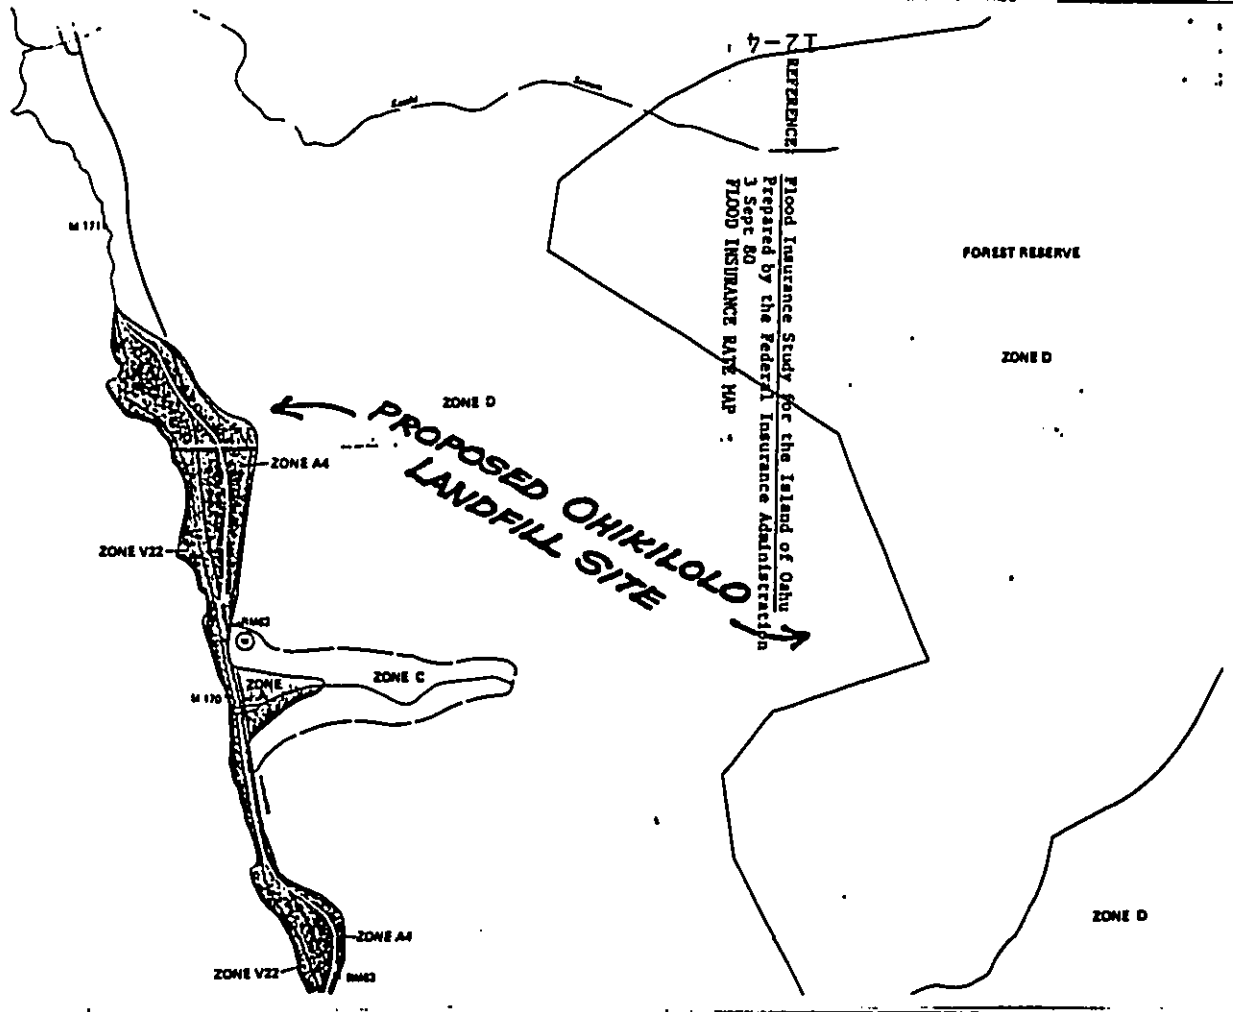 12-4
REFERENCE:
Flood Insurance Study for the Island of Oahu
Prepared by the Federal Insurance Administration
3 Sept 80
FLOOD INSURANCE RATE MAP
M 171
FOREST RESERVE
ZONE D
ZONE D
PROPOSED OHIKILOLO
LANDFILL SITE
ZONE A4
ZONE V22
RM63
ZONE C
ZONE
A
M 170
ZONE D
ZONE A4
ZONE V22